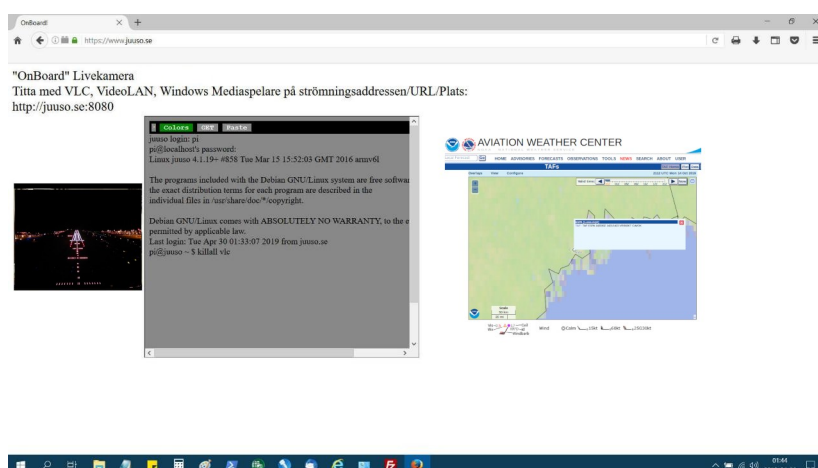 OnBoard!
https://www.juuso.se
"OnBoard" Livekamera
Titta med VLC, VideoLAN, Windows Mediaspelare på strömningsaddressen/URL/Plats:
http://juuso.se:8080
Colors GET Paste
juuso login: pi
pi@localhost's password:
Linux juuso 4.1.19+ #858 Tue Mar 15 15:52:03 GMT 2016 armv6l
The programs included with the Debian GNU/Linux system are free softwar
the exact distribution terms for each program are described in the
individual files in /usr/share/doc/*/copyright.
Debian GNU/Linux comes with ABSOLUTELY NO WARRANTY, to the e
permitted by applicable law.
Last login: Tue Apr 30 01:33:07 2019 from juuso.se
pi@juuso ~ $ killall vlc
AVIATION WEATHER CENTER
HOME ADVISORIES FORECASTS OBSERVATIONS TOOLS NEWS SEARCH ABOUT USER
TAFs
View Configure
Wind Calm
01:44